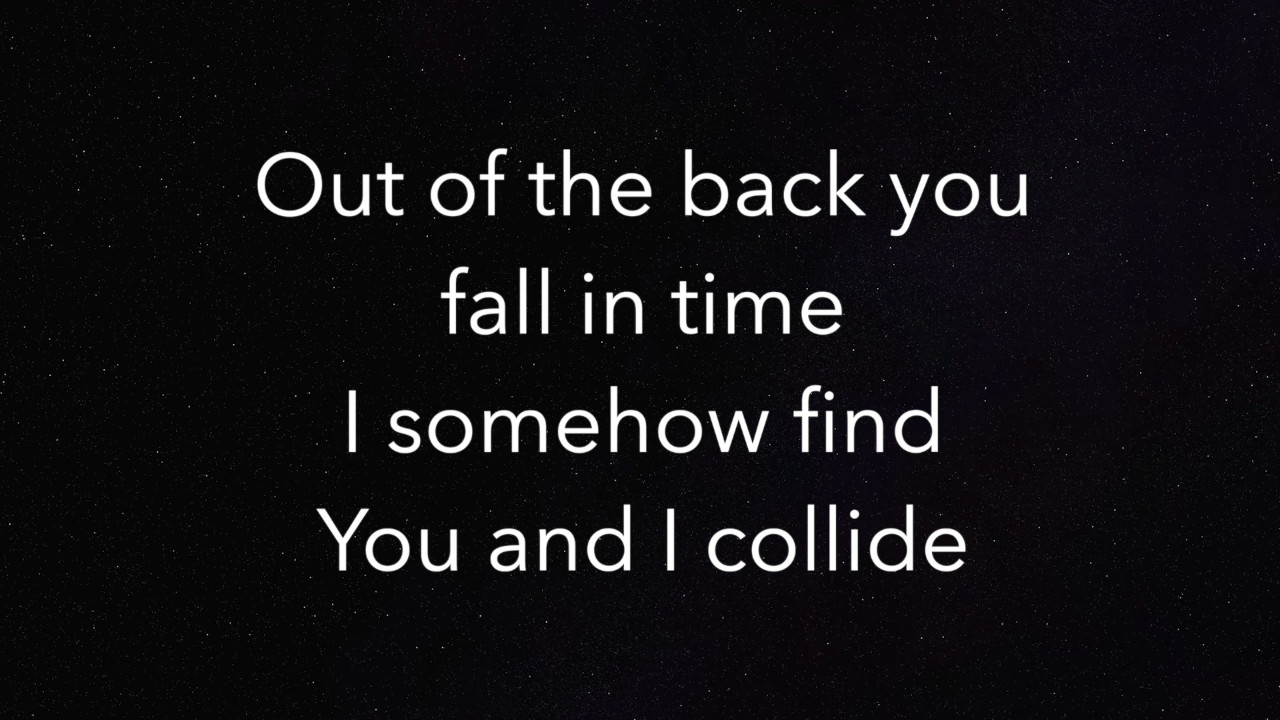 Out of the back you
fall in time
I somehow find
You and I collide